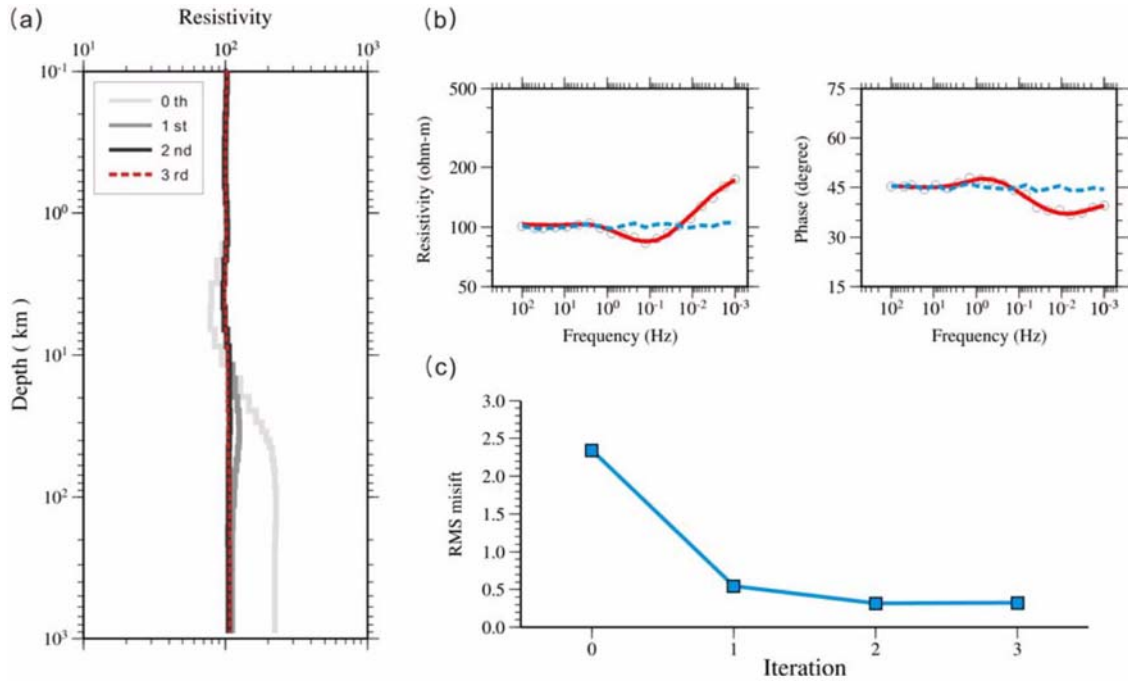 (a)
Resistivity
10¹ 10² 10³
10⁻¹
10⁰
10¹
10²
10³
Depth ( km)
0 th
1 st
2 nd
3 rd
(b)
500
200
100
50
Resistivity (ohm-m)
10² 10¹ 10⁰ 10⁻¹ 10⁻² 10⁻³
Frequency (Hz)
75
60
45
30
15
Phase (degree)
10² 10¹ 10⁰ 10⁻¹ 10⁻² 10⁻³
Frequency (Hz)
(c)
3.0
2.5
2.0
1.5
1.0
0.5
0.0
RMS misift
0 1 2 3
Iteration